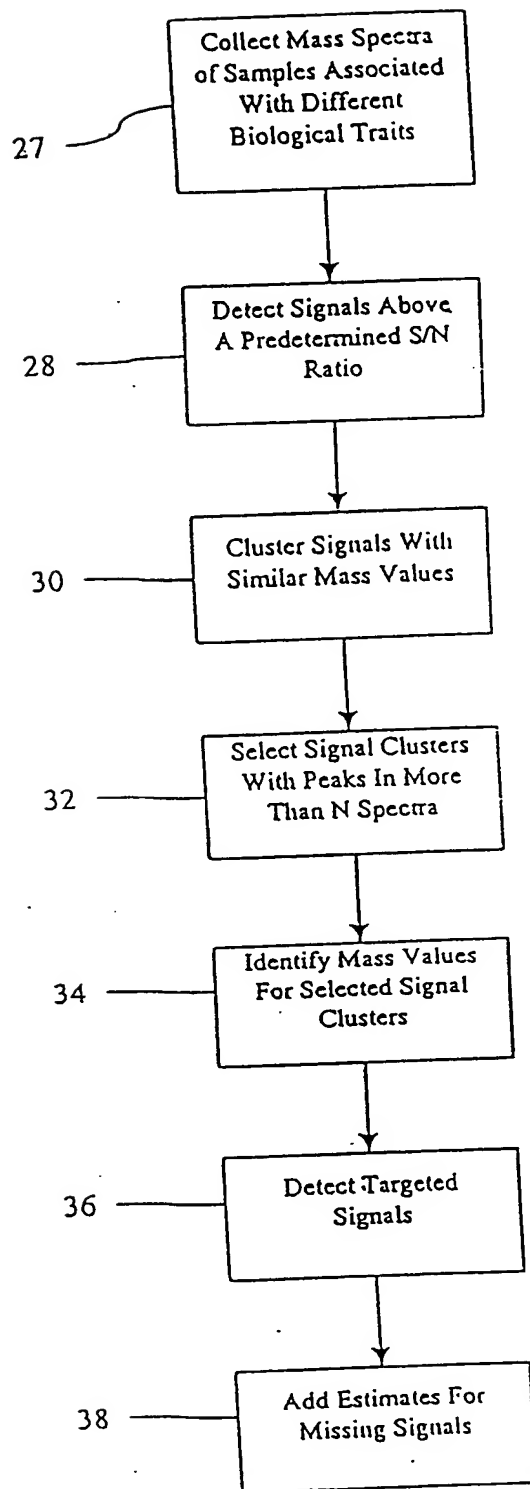 Collect Mass Spectra
of Samples Associated
With Different
Biological Traits
27
Detect Signals Above
A Predetermined S/N
Ratio
28
Cluster Signals With
Similar Mass Values
30
Select Signal Clusters
With Peaks In More
Than N Spectra
32
Identify Mass Values
For Selected Signal
Clusters
34
Detect Targeted
Signals
36
Add Estimates For
Missing Signals
38